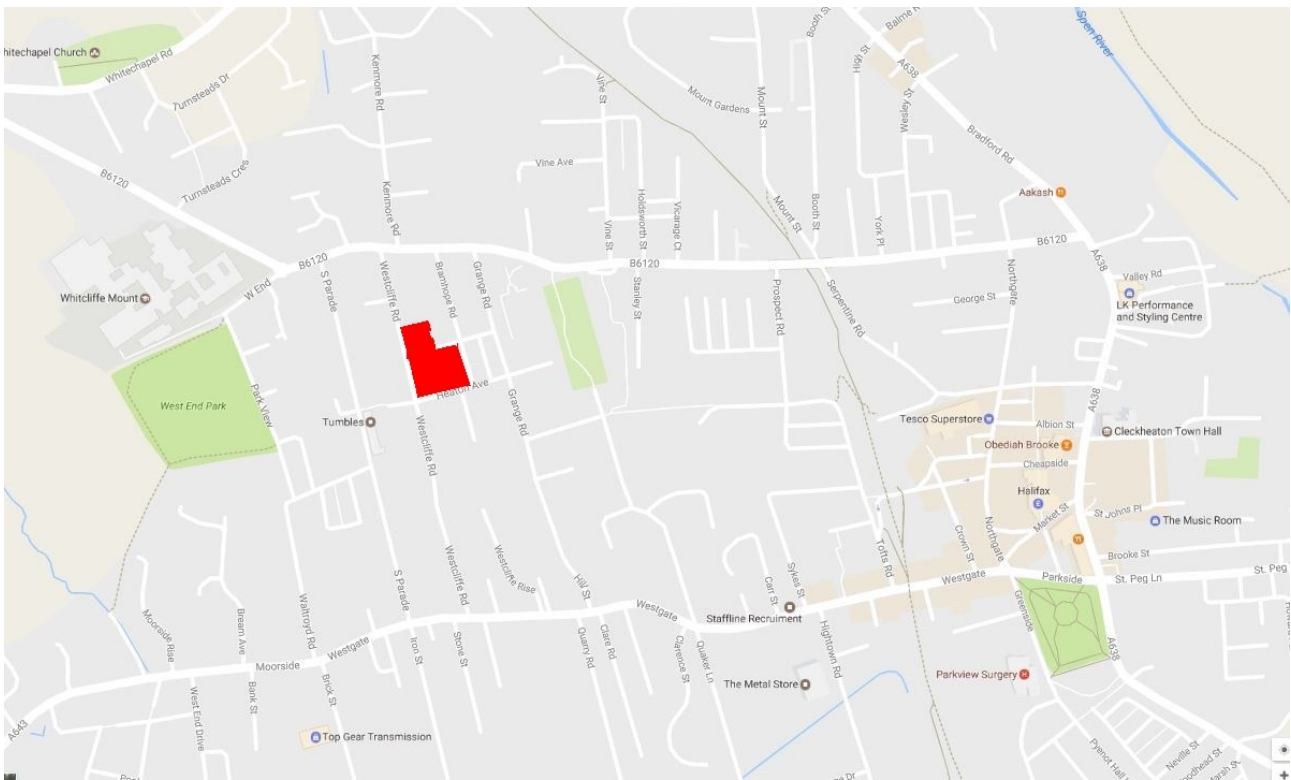 Booth St
Balme R
Spen River
hitechapel Church
Whitechapel Rd
Kenmore Rd
High St
A638
Turnsteads Dr
Vine St
Mount Gardens
Mount St
Wesley St
Bradford Rd
B6120
Turnsteads Cres
Vine Ave
Kenmore Rd
Holdsworth St
Vicarage Ct
Aakash
Vine St
Mount St
Booth St
York Pl
B6120
A638
B6120
B6120
W End
S Parade
Westcliffe Rd
Bramhope Rd
Grange Rd
Stanley St
Prospect Rd
Serpentine Rd
Northgate
Valley Rd
Whitcliffe Mount
George St
LK Performance
and Styling Centre
West End Park
Park View
Heaton Ave
Grange Rd
A638
Tumbles
Westcliffe Rd
Tesco Superstore
Albion St
Cleckheaton Town Hall
Obediah Brooke
Cheapside
Halifax
Market St
St Johns Pl
The Music Room
Northgate
Crown St
Tofts Rd
Brooke St
Westcliffe Rd
Westcliffe Rise
Hill St
S Parade
Waltroyd Rd
Sykes St
Carr St
Westgate
Parkside
St. Peg Ln
St. Peg
Moorside Rise
Bream Ave
Westgate
Staffline Recruiment
Greenside
Iron St
Stone St
Quarry Rd
Clare Rd
Clarence St
Quaker Ln
Hightown Rd
A638
Moorside
Westgate
Bank St
Brick St
West End Drive
The Metal Store
Parkview Surgery
A643
Top Gear Transmission
Pyenot Hall
Neville St